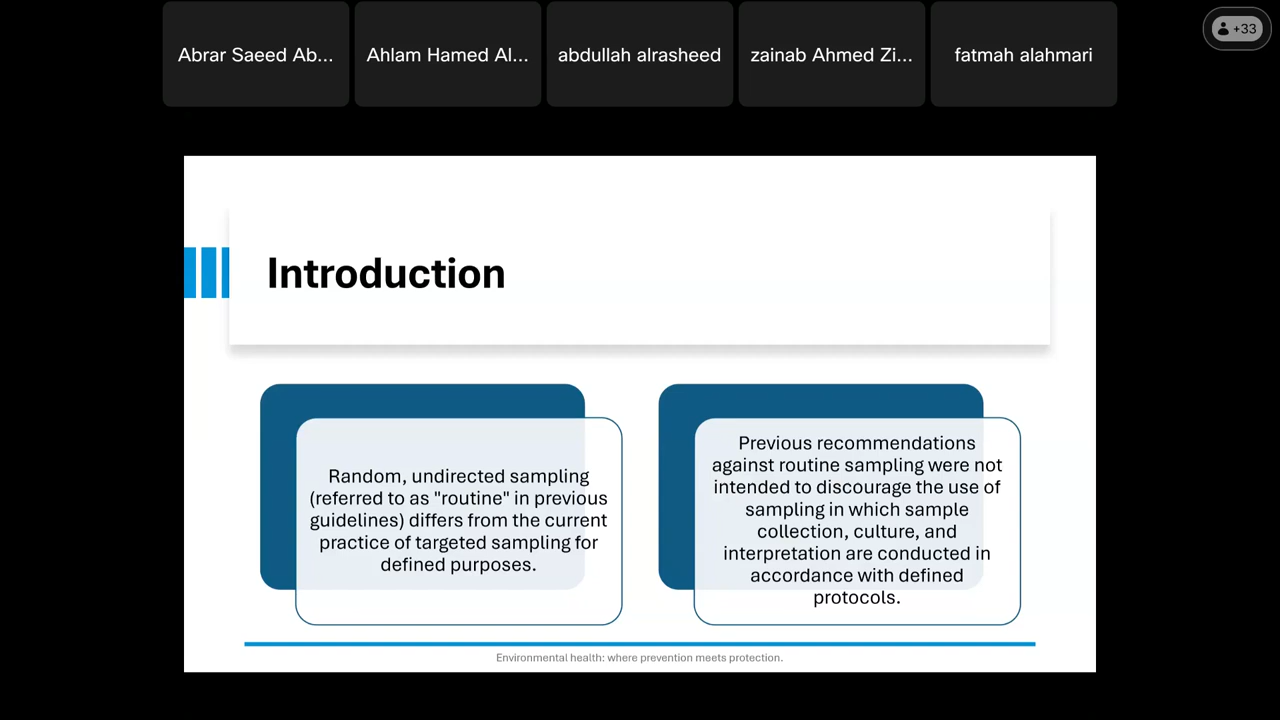 Abrar Saeed Ab...
Ahlam Hamed Al...
abdullah alrasheed
zainab Ahmed Zi...
fatmah alahmari
+33
Introduction
Random, undirected sampling
(referred to as "routine" in previous
guidelines) differs from the current
practice of targeted sampling for
defined purposes.
Previous recommendations
against routine sampling were not
intended to discourage the use of
sampling in which sample
collection, culture, and
interpretation are conducted in
accordance with defined
protocols.
Environmental health: where prevention meets protection.